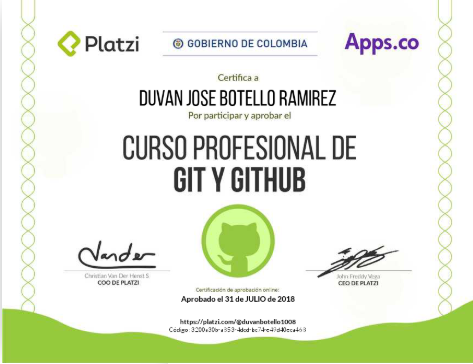 Platzi
GOBIERNO DE COLOMBIA
Apps.co
Certifica a
DUVAN JOSE BOTELLO RAMIREZ
Por participar y aprobar el
CURSO PROFESIONAL DE
GIT Y GITHUB
Christian Van Der Henst S
COO DE PLATZI
John Freddy Vega
CEO DE PLATZI
Certificación de aprobación online:
Aprobado el 31 de JULIO de 2018
https://platzi.com/@duvanbotello1008
Código: